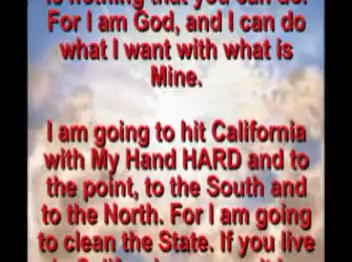 is nothing that you can do.
For I am God, and I can do
what I want with what is
Mine.
I am going to hit California
with My Hand HARD and to
the point, to the South and
to the North. For I am going
to clean the State. If you live